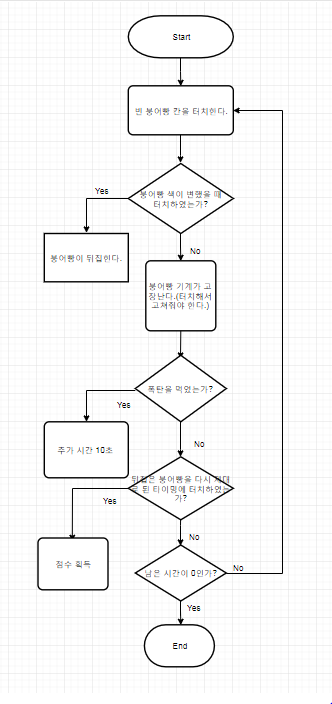 Start
빈 붕어빵 칸을 터치한다.
붕어빵 색이 변했을 때
터치하였는가?
Yes
No
붕어빵이 뒤집힌다.
붕어빵 기계가 고
장난다.(터치해서
고쳐줘야 한다.)
폭탄을 먹었는가?
Yes
No
추가 시간 10초
뒤집은 붕어빵을 다시 제대
로 된 타이밍에 터치하였는
가?
Yes
No
점수 획득
남은 시간이 0인가?
No
Yes
End